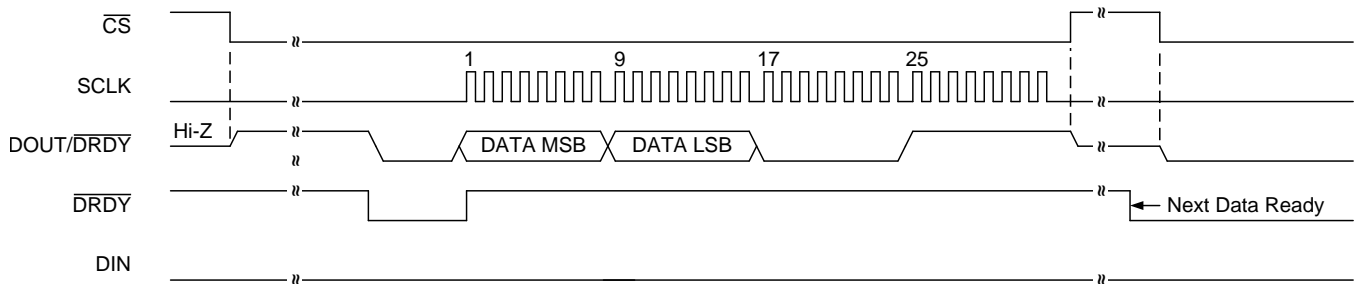 CS
SCLK
1 9 17 25
DOUT/DRDY
Hi-Z
DATA MSB DATA LSB
DRDY
Next Data Ready
DIN